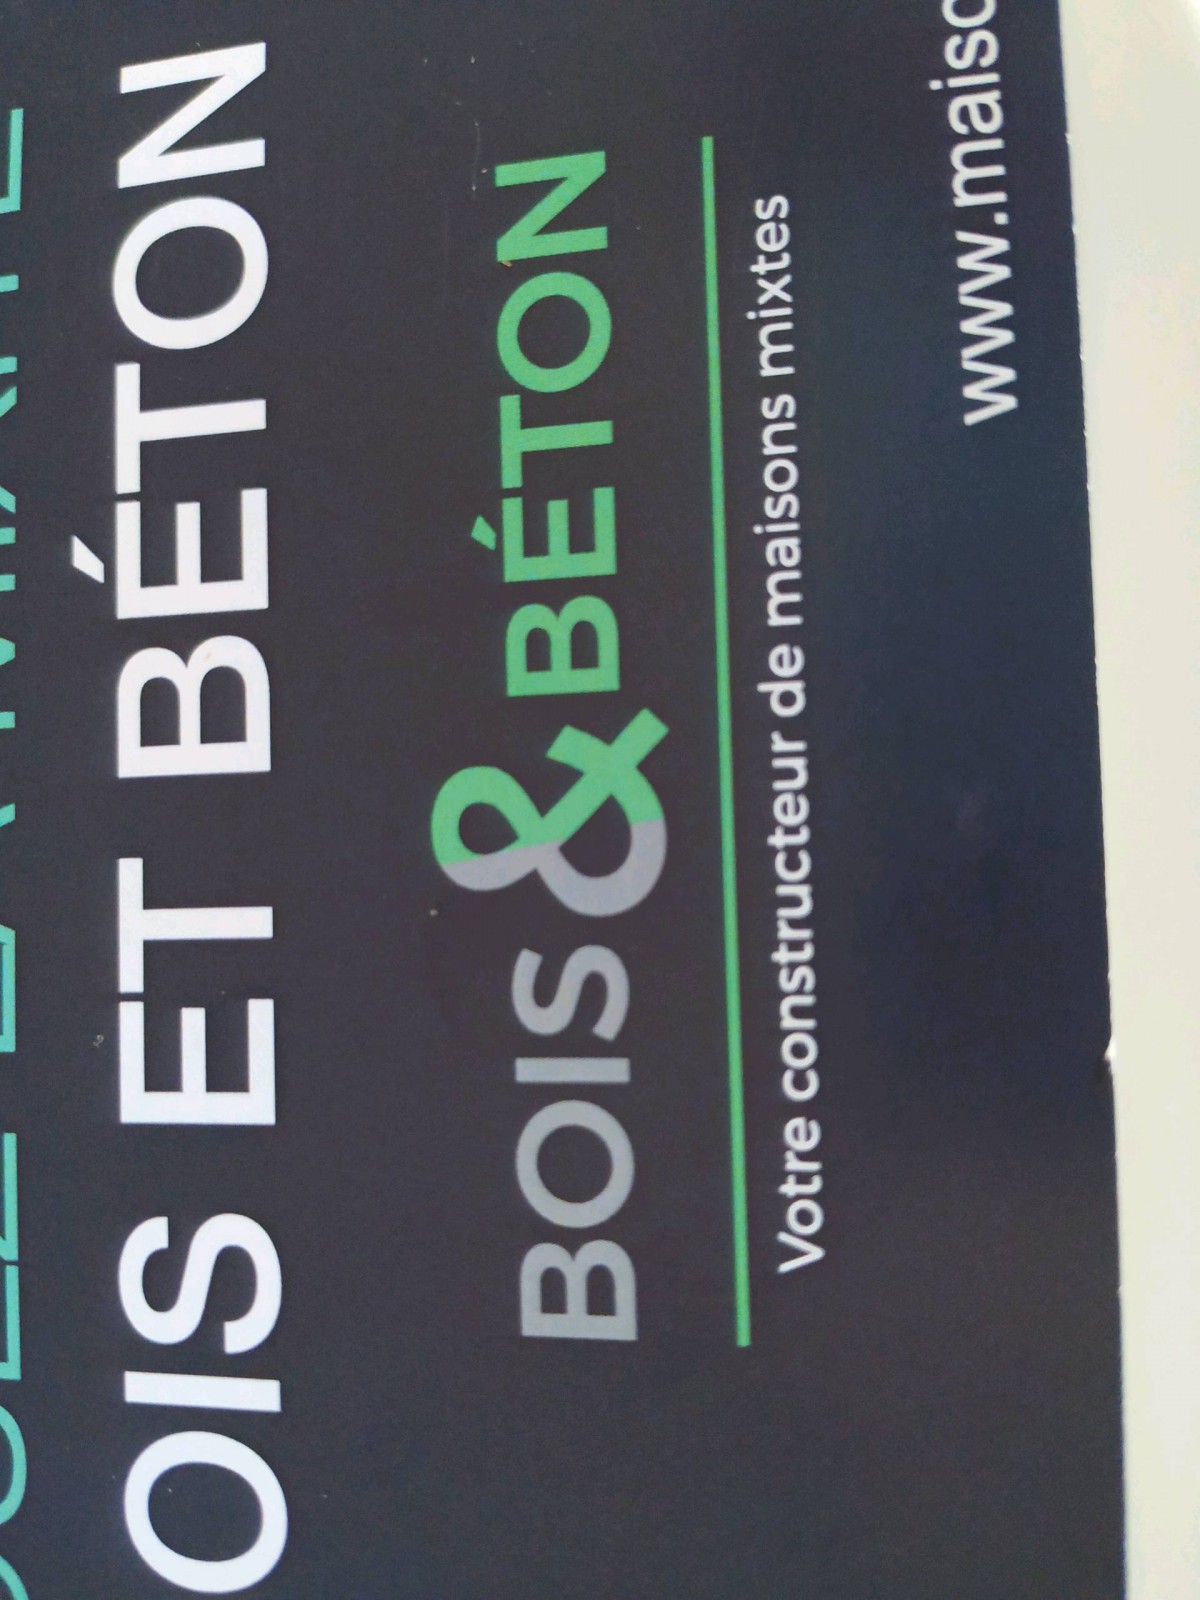 OIS ET BÉTON
BOIS & BÉTON
Votre constructeur de maisons mixtes
www.maiso